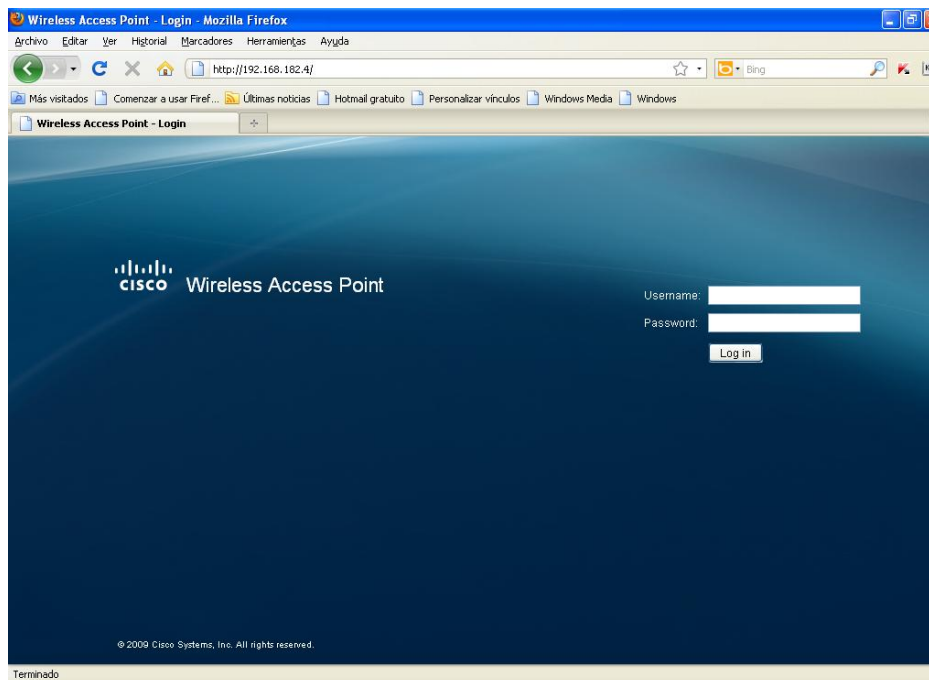 Wireless Access Point - Login - Mozilla Firefox
Archivo Editar Ver Historial Marcadores Herramientas Ayuda
http://192.168.182.4/
Bing
Más visitados Comenzar a usar Firef... Últimas noticias Hotmail gratuito Personalizar vínculos Windows Media Windows
Wireless Access Point - Login
CISCO Wireless Access Point
Username:
Password:
Log in
© 2009 Cisco Systems, Inc. All rights reserved.
Terminado